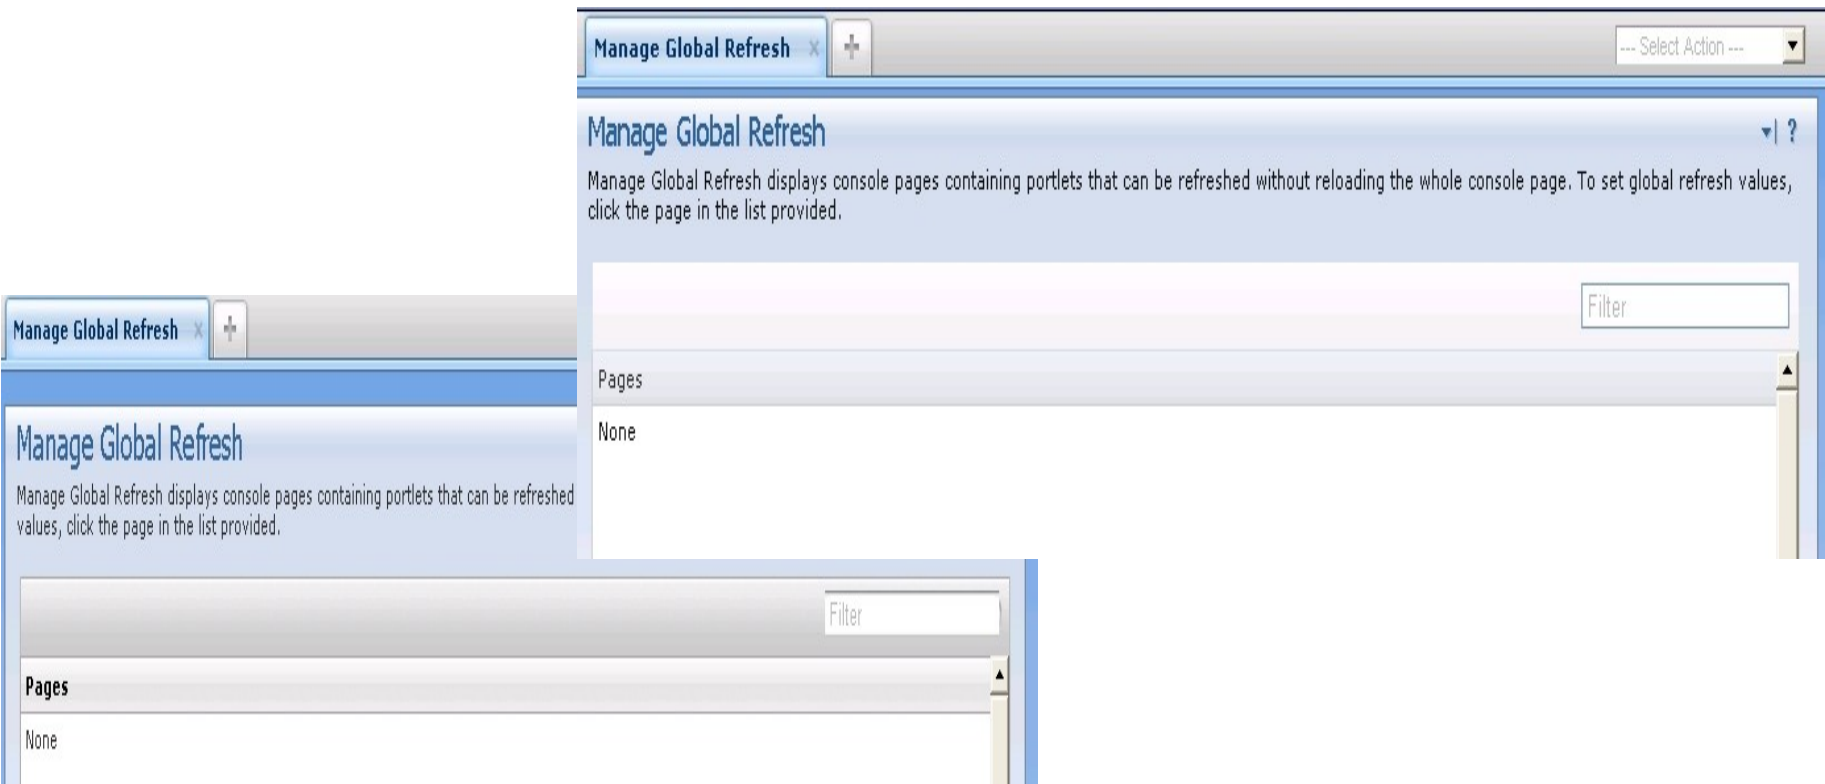 Manage Global Refresh x +
--- Select Action ---
Manage Global Refresh
?
Manage Global Refresh displays console pages containing portlets that can be refreshed without reloading the whole console page. To set global refresh values,
click the page in the list provided.
Filter
Pages
None
Manage Global Refresh x +
Manage Global Refresh
Manage Global Refresh displays console pages containing portlets that can be refreshed
values, click the page in the list provided.
Filter
Pages
None